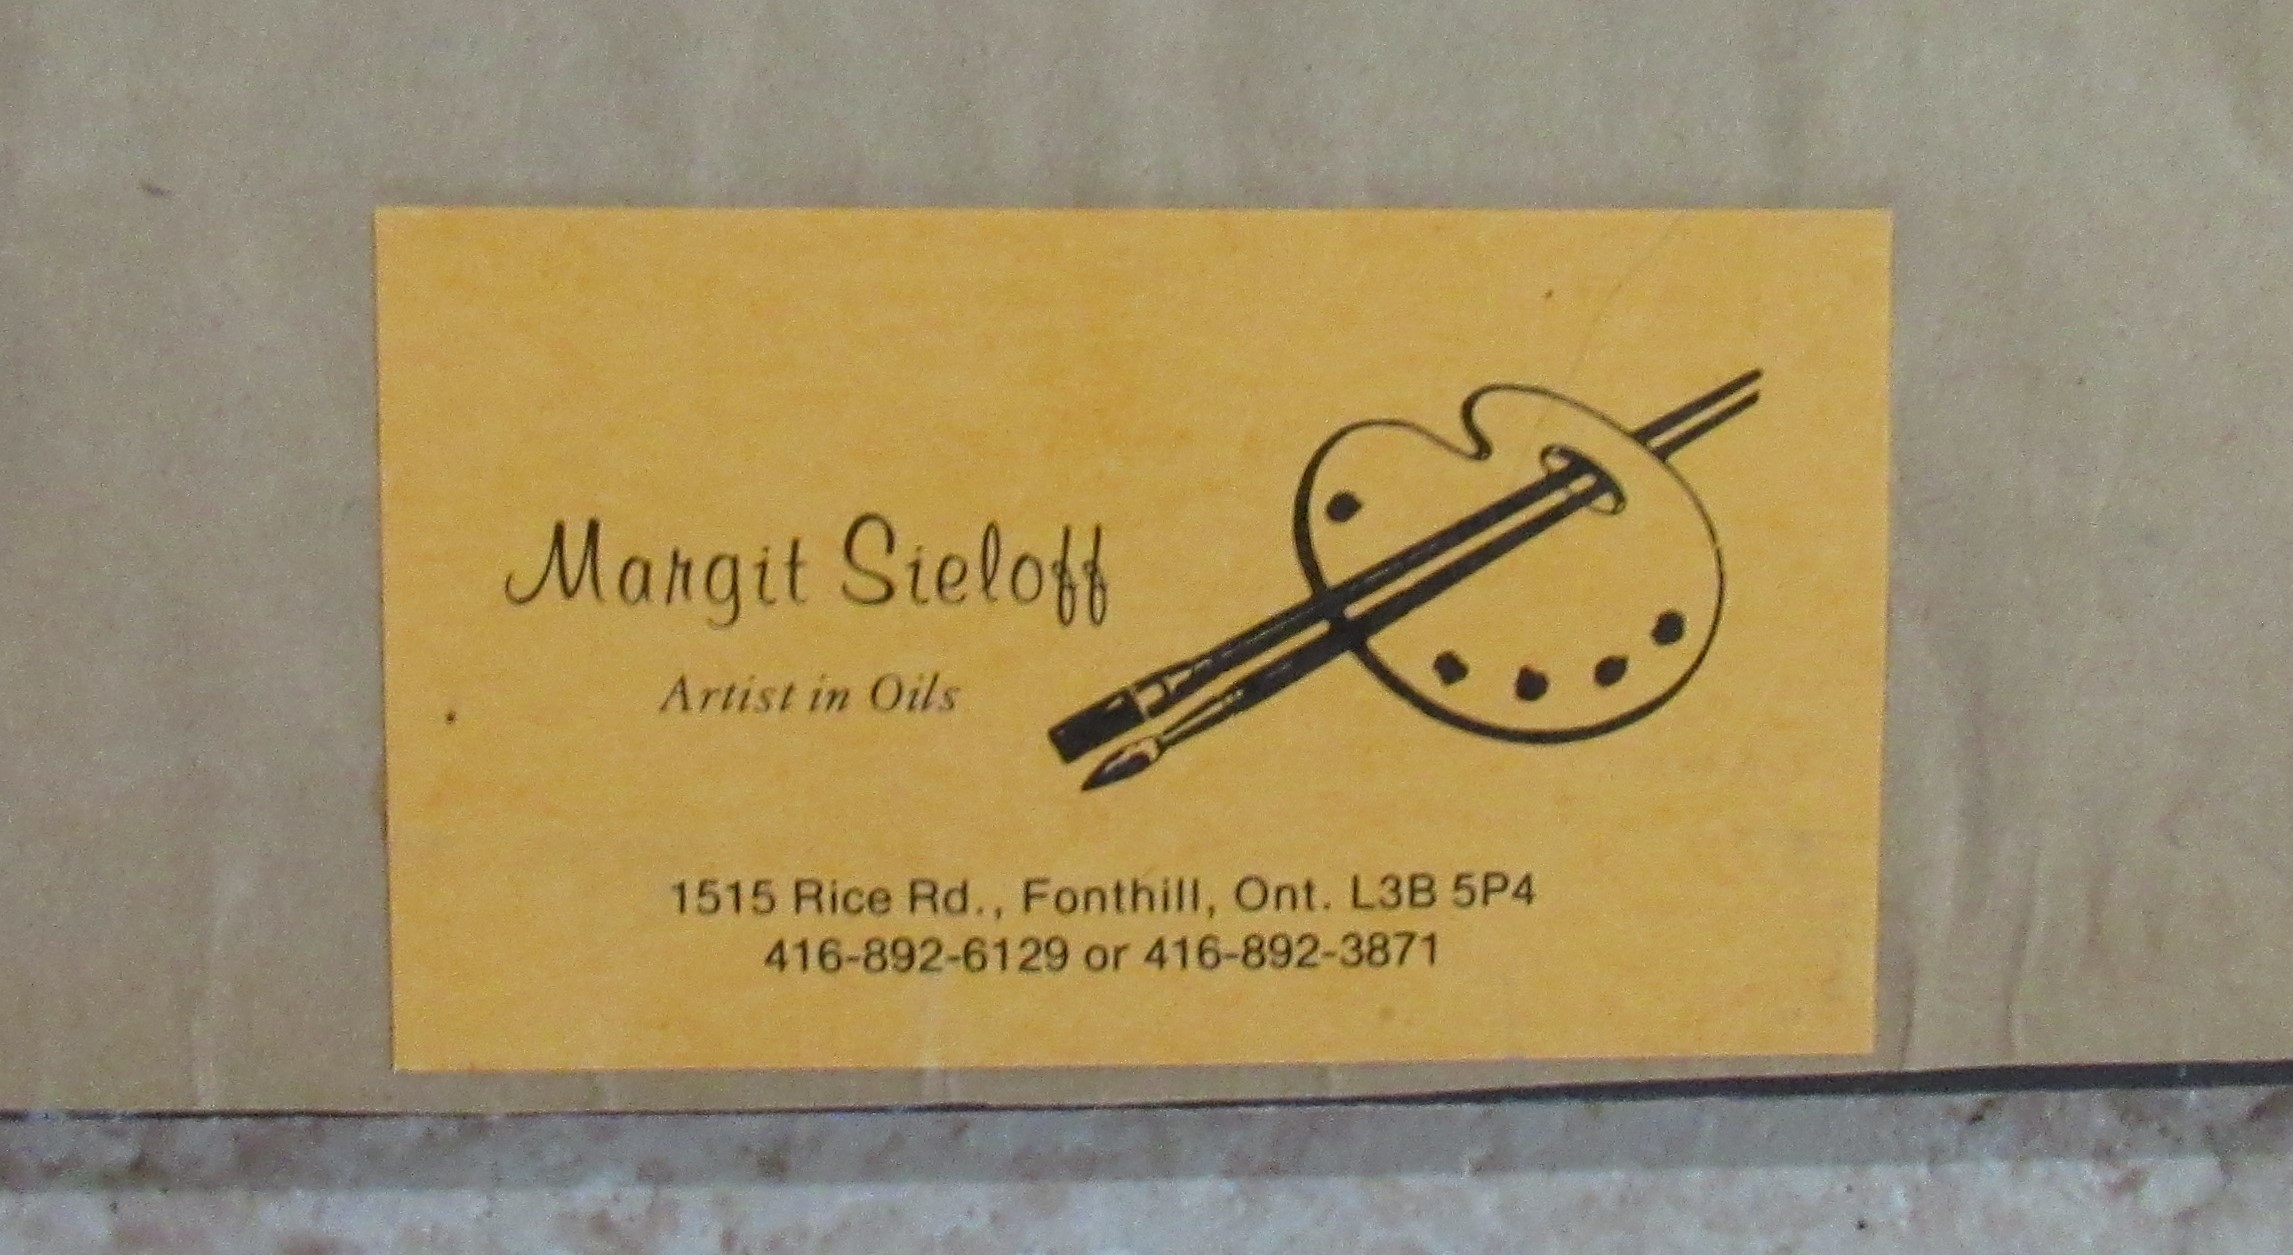 Margit Sieloff
Artist in Oils
1515 Rice Rd., Fonthill, Ont. L3B 5P4
416-892-6129 or 416-892-3871